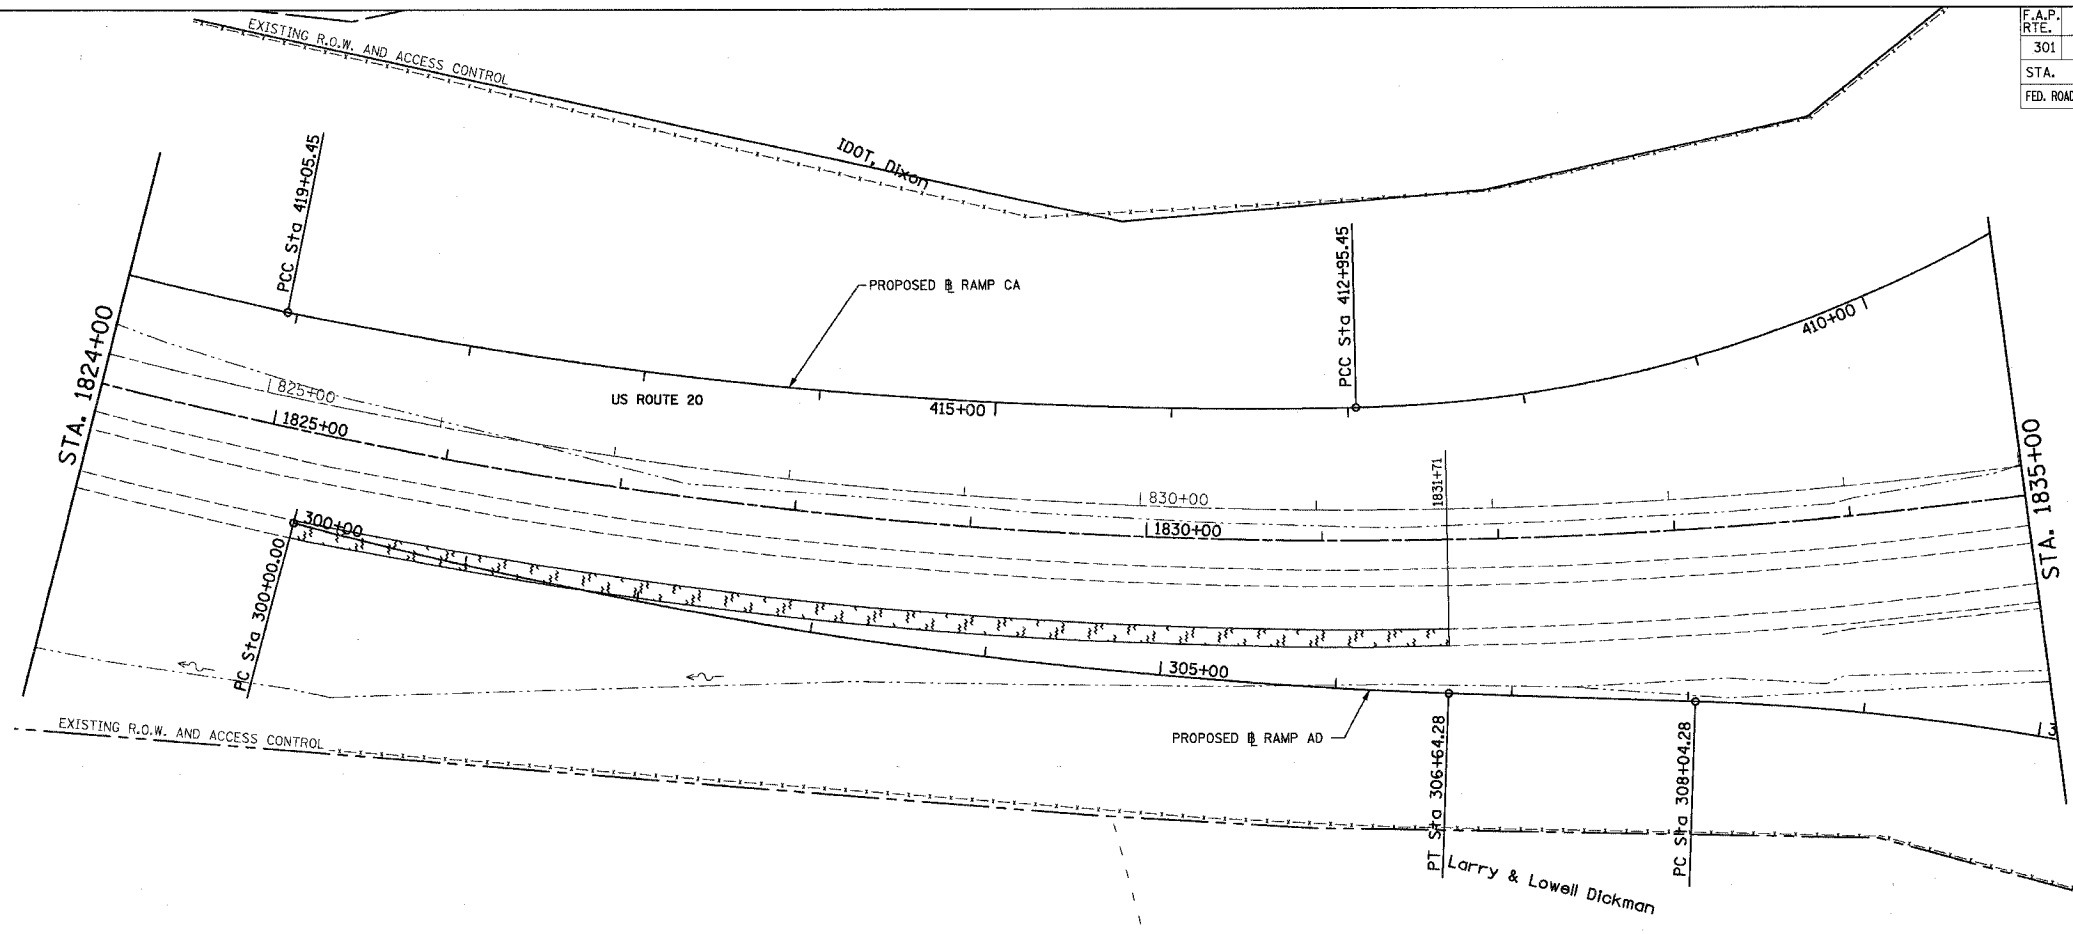 F.A.P.
RTE.
301
STA.
FED. ROAD
EXISTING R.O.W. AND ACCESS CONTROL
IDOT, Dixon
PCC Sta 419+05.45
PCC Sta 412+95.45
PROPOSED ℄ RAMP CA
410+00
STA. 1824+00
825+00
1825+00
US ROUTE 20
415+00
1831+71
STA. 1835+00
830+00
1830+00
300+00
PC Sta 300+00.00
305+00
PROPOSED ℄ RAMP AD
3
EXISTING R.O.W. AND ACCESS CONTROL
PT Sta 306+64.28
PC Sta 308+04.28
Larry & Lowell Dickman